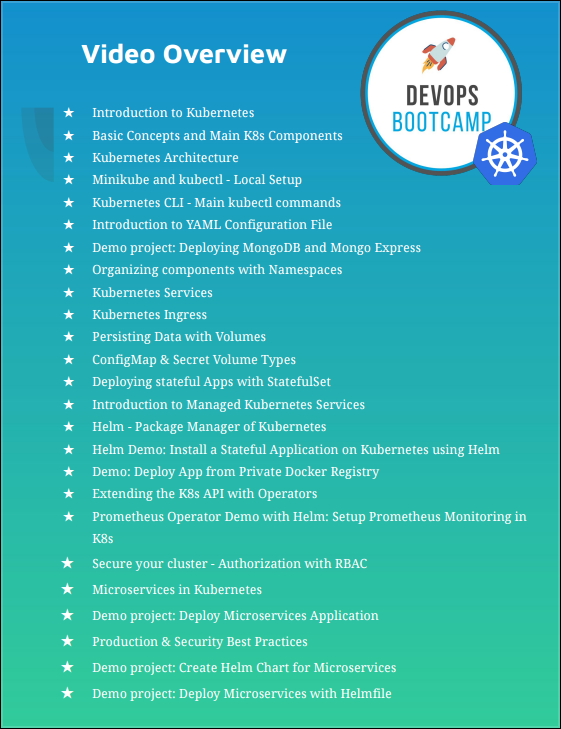 Video Overview
DEVOPS
BOOTCAMP
★ Introduction to Kubernetes
★ Basic Concepts and Main K8s Components
★ Kubernetes Architecture
★ Minikube and kubectl - Local Setup
★ Kubernetes CLI - Main kubectl commands
★ Introduction to YAML Configuration File
★ Demo project: Deploying MongoDB and Mongo Express
★ Organizing components with Namespaces
★ Kubernetes Services
★ Kubernetes Ingress
★ Persisting Data with Volumes
★ ConfigMap & Secret Volume Types
★ Deploying stateful Apps with StatefulSet
★ Introduction to Managed Kubernetes Services
★ Helm - Package Manager of Kubernetes
★ Helm Demo: Install a Stateful Application on Kubernetes using Helm
★ Demo: Deploy App from Private Docker Registry
★ Extending the K8s API with Operators
★ Prometheus Operator Demo with Helm: Setup Prometheus Monitoring in
K8s
★ Secure your cluster - Authorization with RBAC
★ Microservices in Kubernetes
★ Demo project: Deploy Microservices Application
★ Production & Security Best Practices
★ Demo project: Create Helm Chart for Microservices
★ Demo project: Deploy Microservices with Helmfile